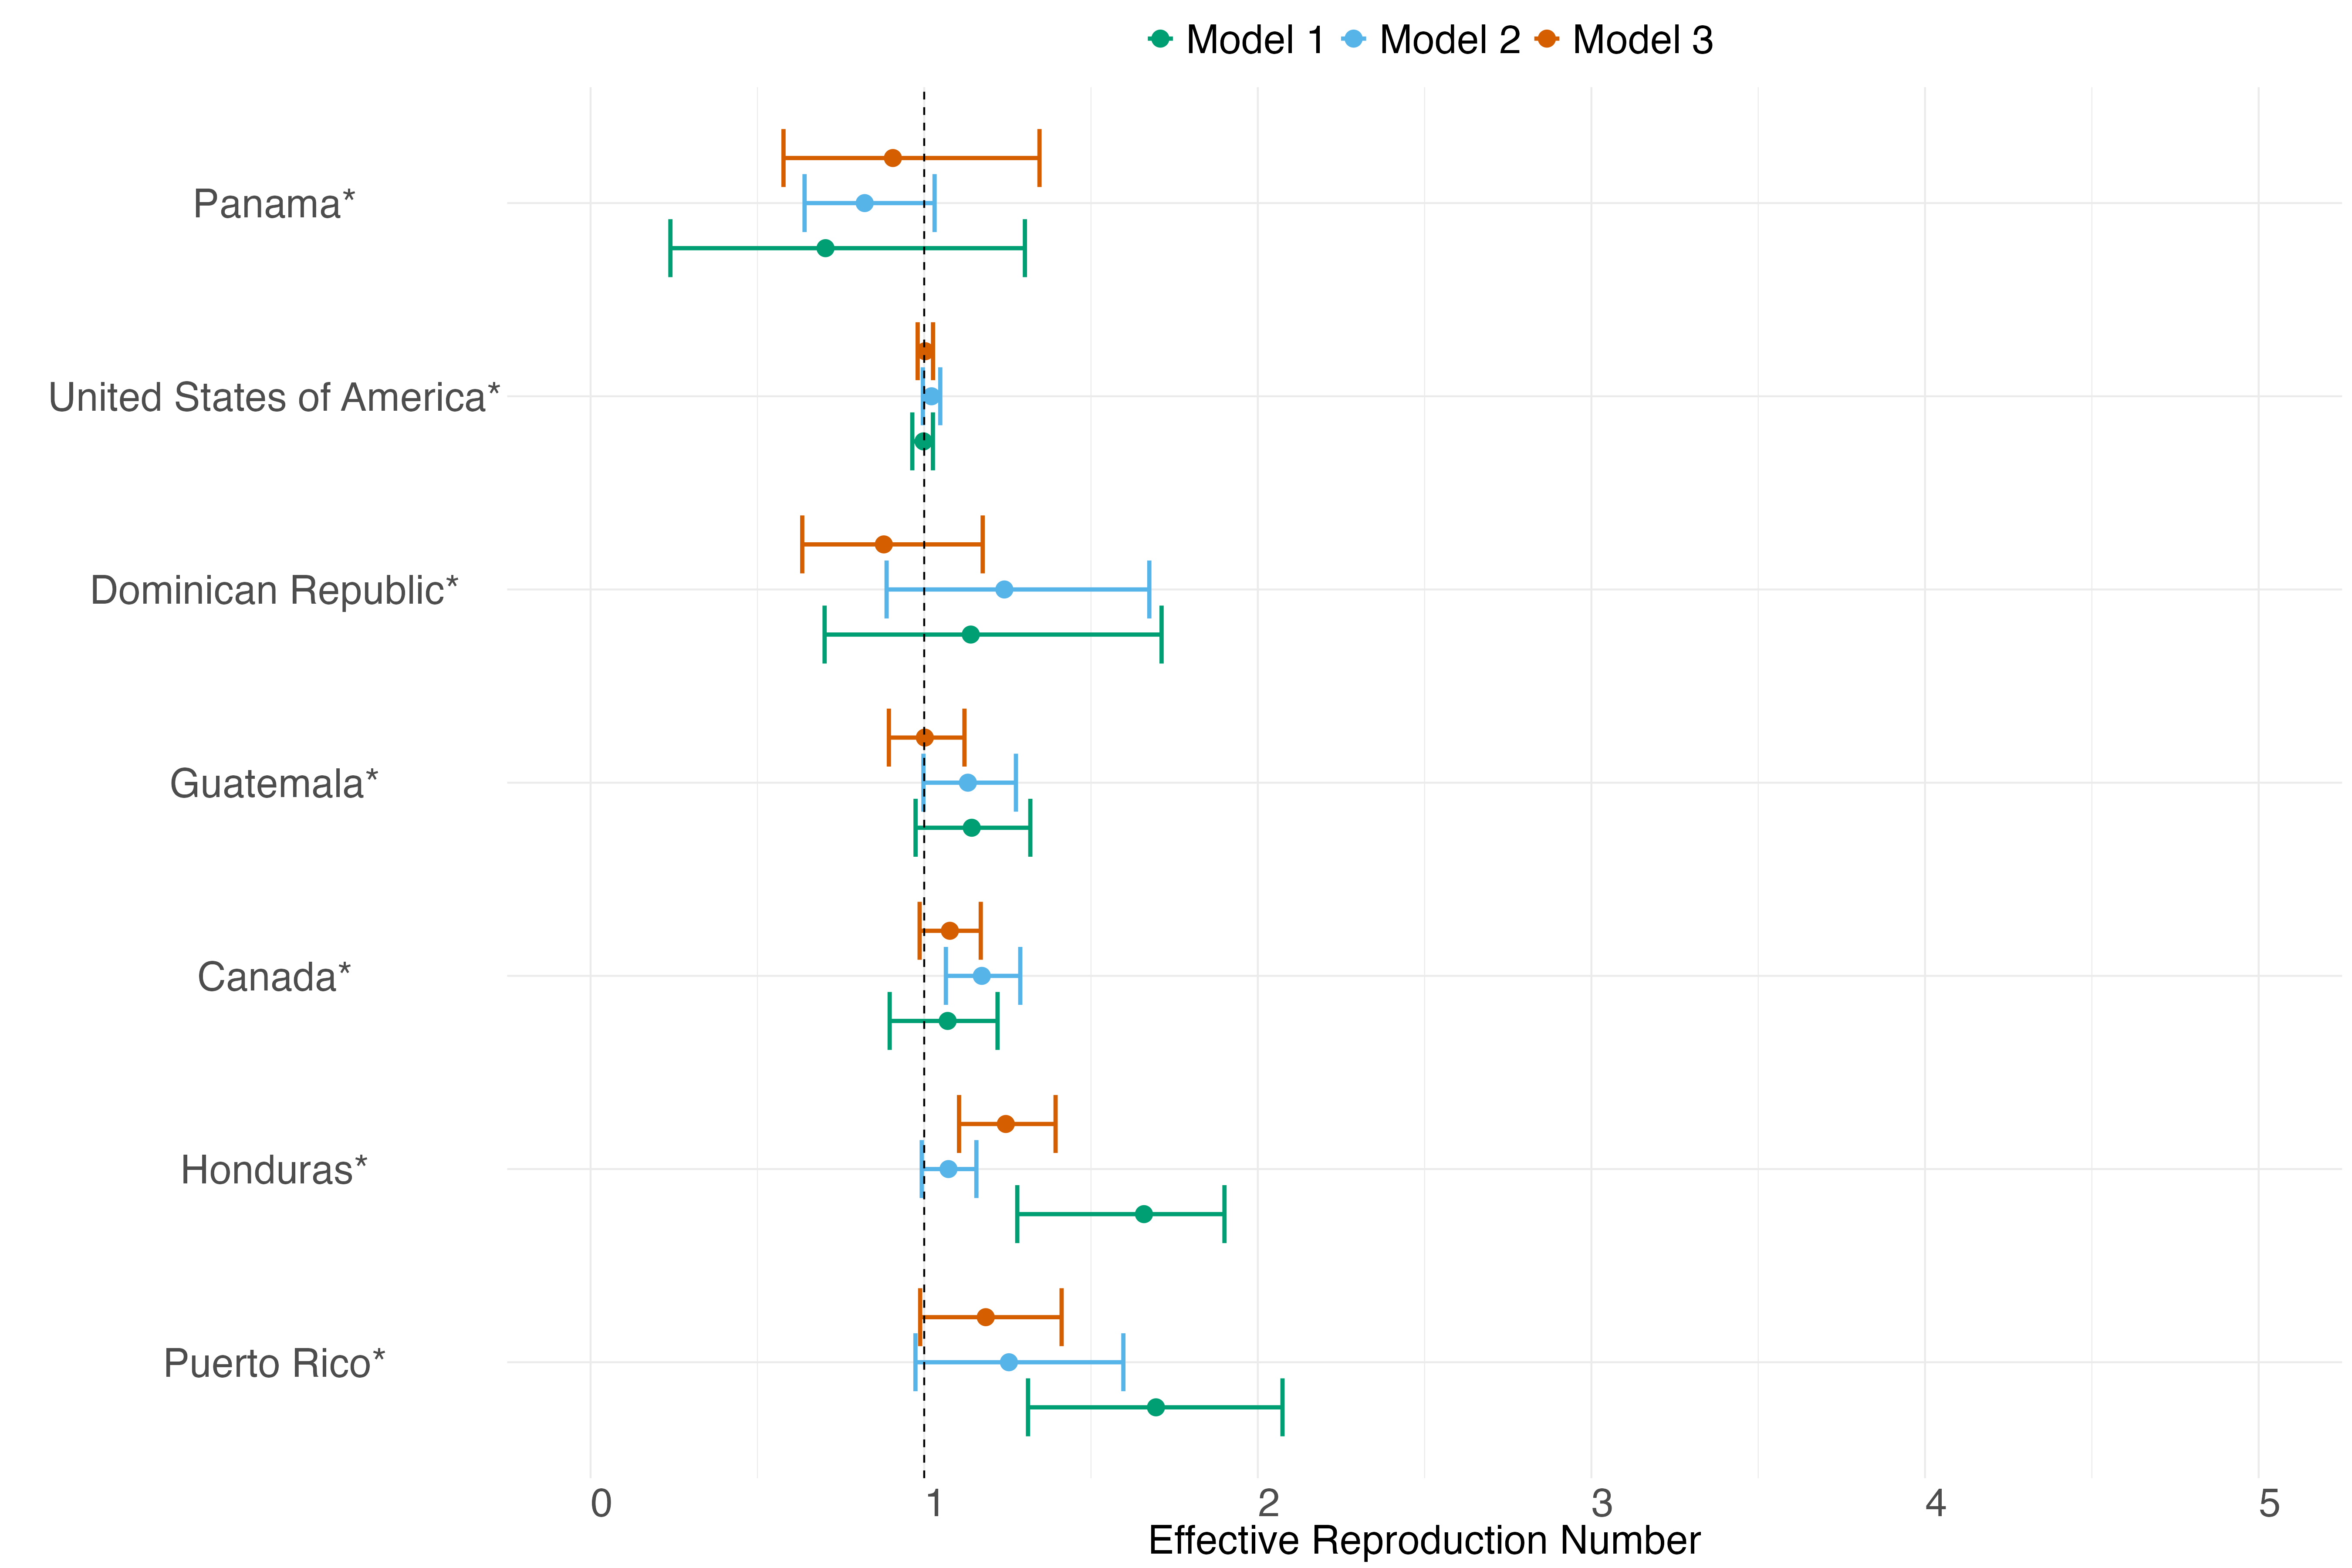 Model 1 Model 2 Model 3
Panama*
United States of America*
Dominican Republic*
Guatemala*
Canada*
Honduras*
Puerto Rico*
0 1 2 3 4 5
Effective Reproduction Number